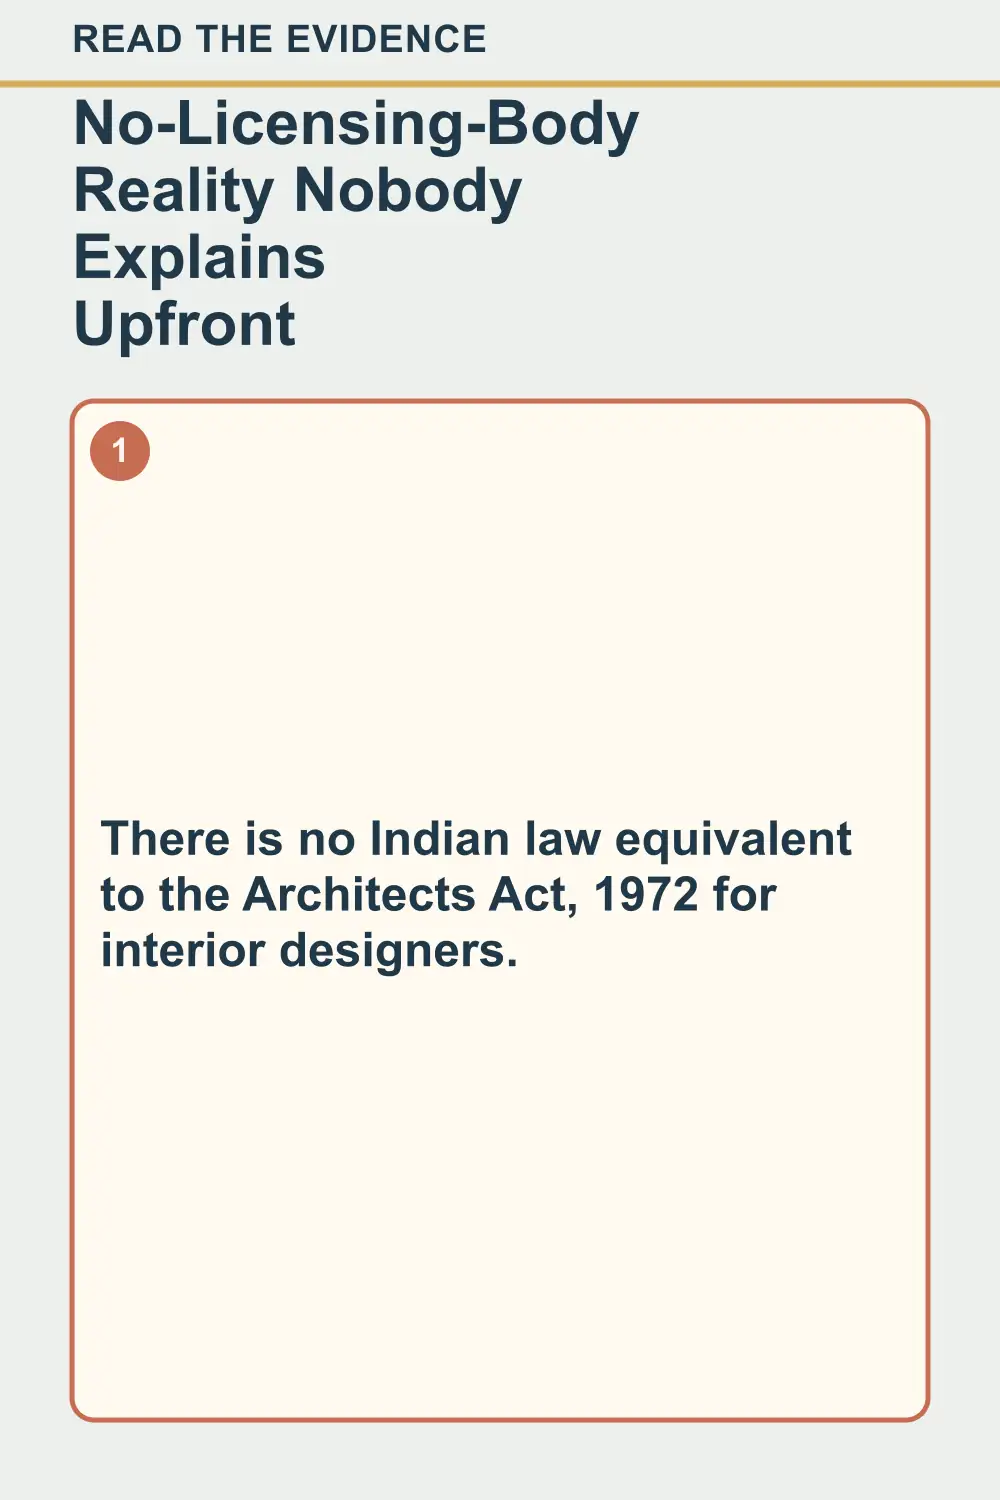 READ THE EVIDENCE
No-Licensing-Body
Reality Nobody
Explains
Upfront
1
There is no Indian law equivalent
to the Architects Act, 1972 for
interior designers.